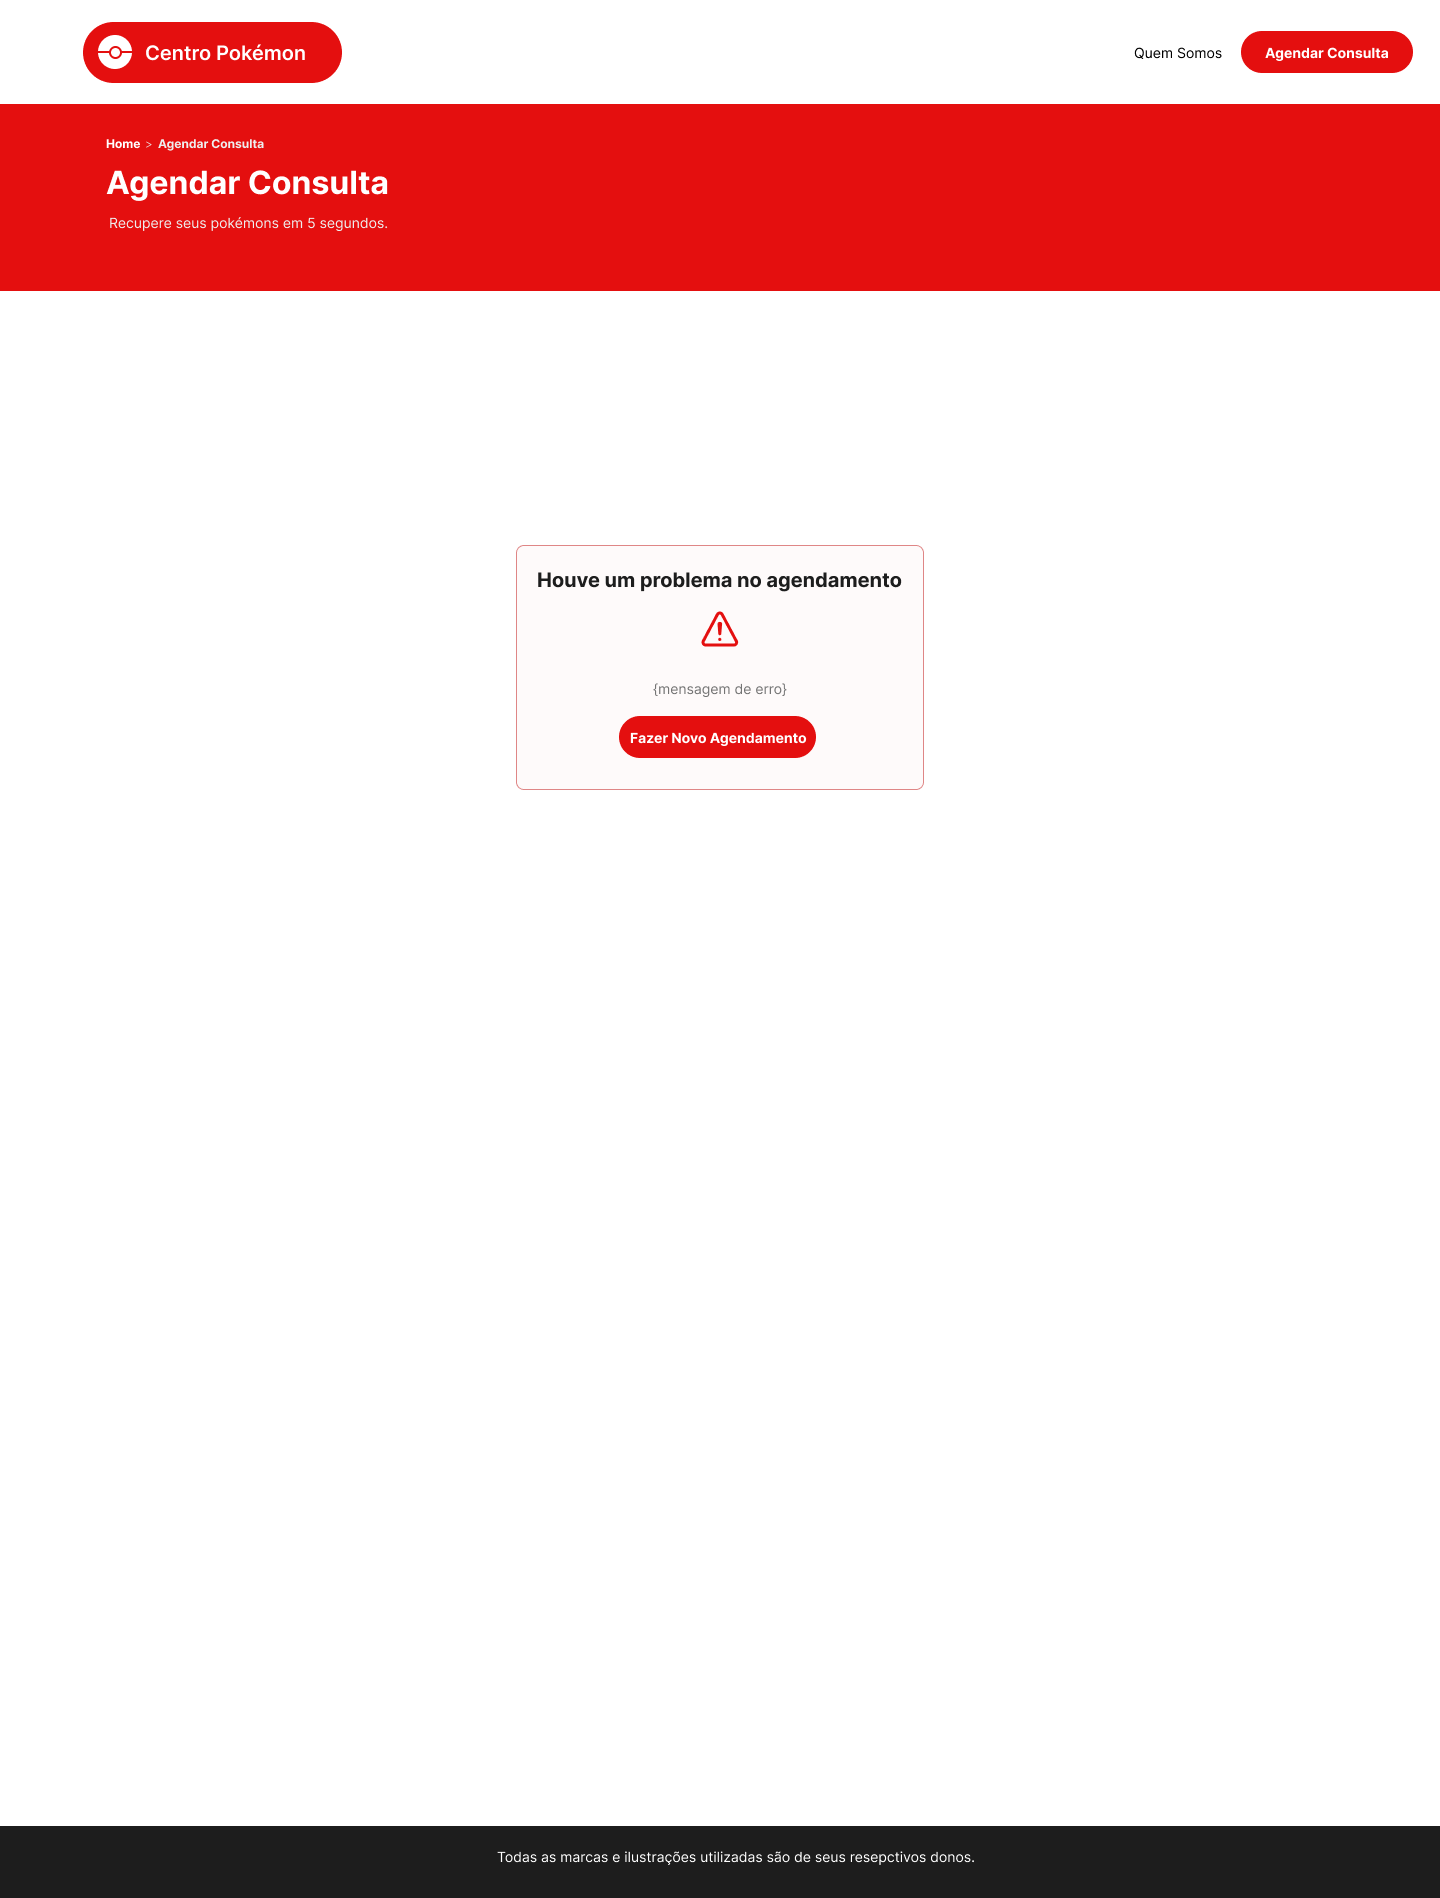 Centro Pokémon
Quem Somos
Agendar Consulta
Home > Agendar Consulta
Agendar Consulta
Recupere seus pokémons em 5 segundos.
Houve um problema no agendamento
{mensagem de erro}
Fazer Novo Agendamento
Todas as marcas e ilustrações utilizadas são de seus resepctivos donos.